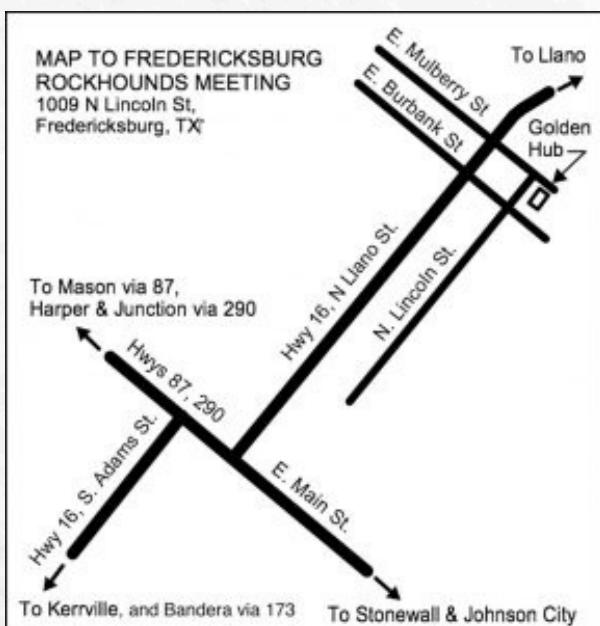 MAP TO FREDERICKSBURG
ROCKHOUNDS MEETING
1009 N Lincoln St,
Fredericksburg, TX
E. Mulberry St
E. Burbank St
To Llano
Golden
Hub
Hwy 16, N Llano St.
N. Lincoln St.
To Mason via 87,
Harper & Junction via 290
Hwys 87, 290
Hwy 16, S. Adams St.
E. Main St.
To Kerrville, and Bandera via 173
To Stonewall & Johnson City